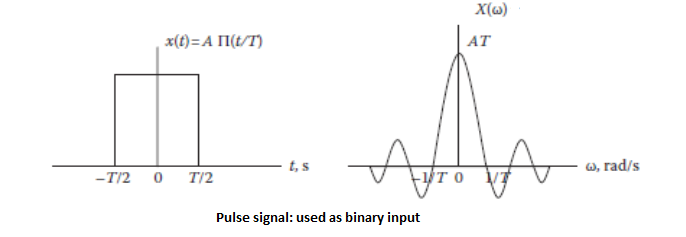 X(ω)
x(t)=A Π(t/T)
AT
−T/2 0 T/2 t, s
−1/T 0 1/T ω, rad/s
Pulse signal: used as binary input